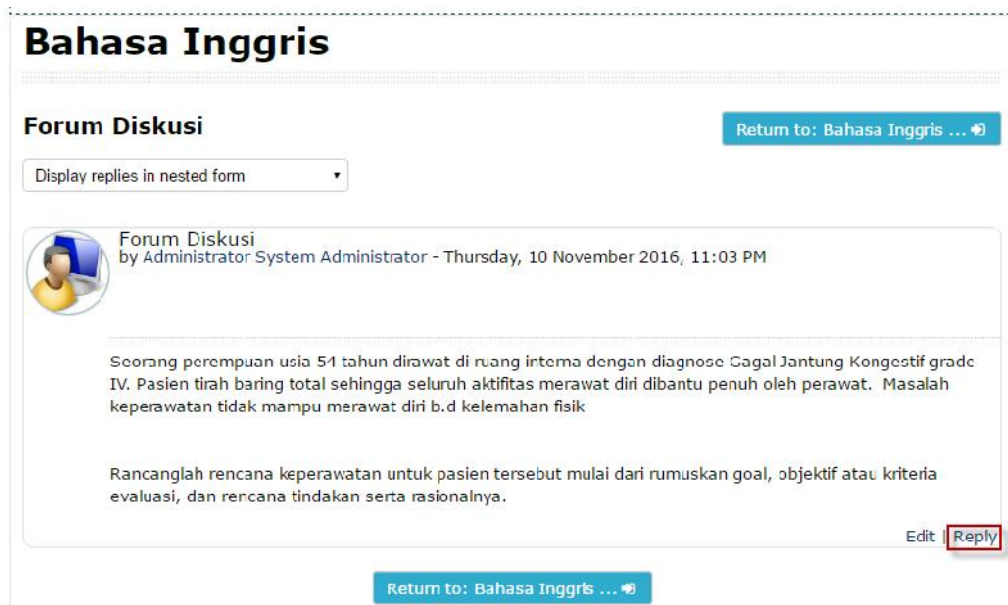 Bahasa Inggris
Forum Diskusi
Return to: Bahasa Inggris ...
Display replies in nested form
Forum Diskusi
by Administrator System Administrator - Thursday, 10 November 2016, 11:03 PM
Seorang perempuan usia 54 tahun dirawat di ruang interna dengan diagnose Gagal Jantung Kongestif grade
IV. Pasien tirah baring total sehingga seluruh aktifitas merawat diri dibantu penuh oleh perawat. Masalah
keperawatan tidak mampu merawat diri b.d kelemahan fisik
Rancanglah rencana keperawatan untuk pasien tersebut mulai dari rumuskan goal, objektif atau kriteria
evaluasi, dan rencana tindakan serta rasionalnya.
Edit | Reply
Return to: Bahasa Inggris ...